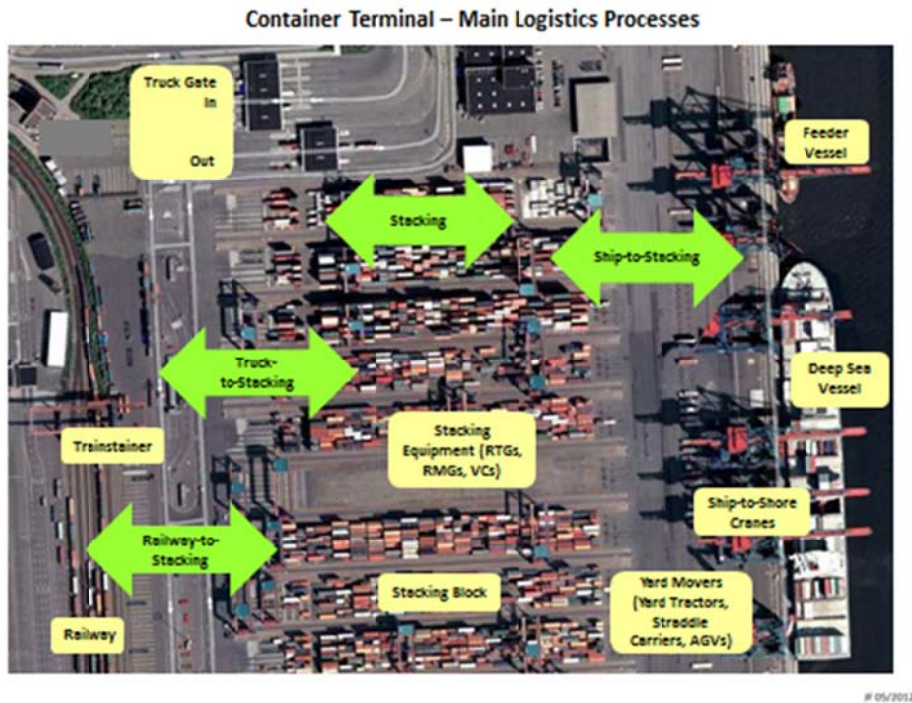 Container Terminal – Main Logistics Processes
Truck Gate
In
Out
Feeder
Vessel
Stacking
Ship-to-Stacking
Truck-
to-Stacking
Deep Sea
Vessel
Stacking
Equipment (RTGs,
RMGs, VCs)
Trainstainer
Ship-to-Shore
Cranes
Railway-to-
Stacking
Stacking Block
Yard Movers
(Yard Tractors,
Straddle
Carriers, AGVs)
Railway
05/2012